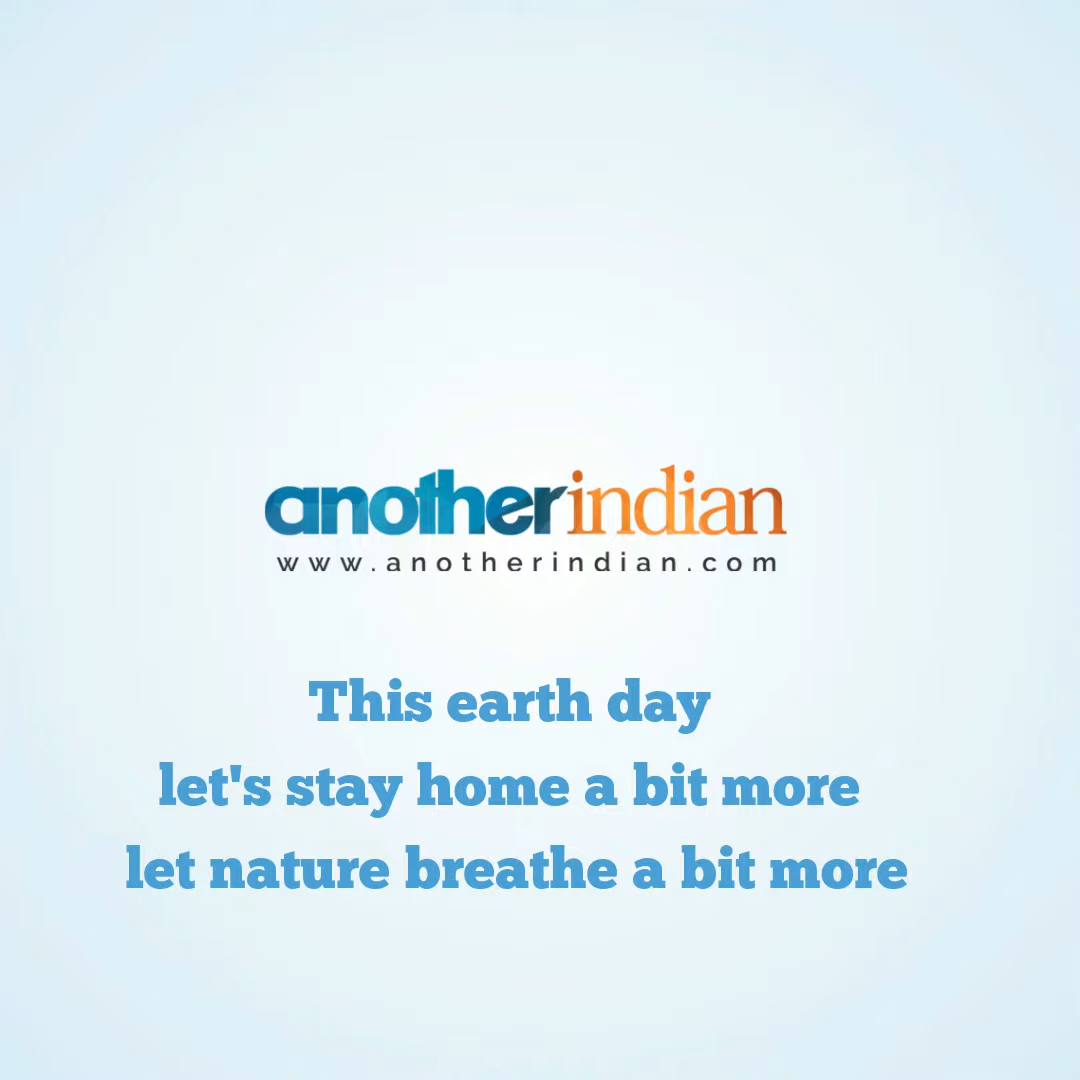 anotherindian
www.anotherindian.com
This earth day
let's stay home a bit more
let nature breathe a bit more